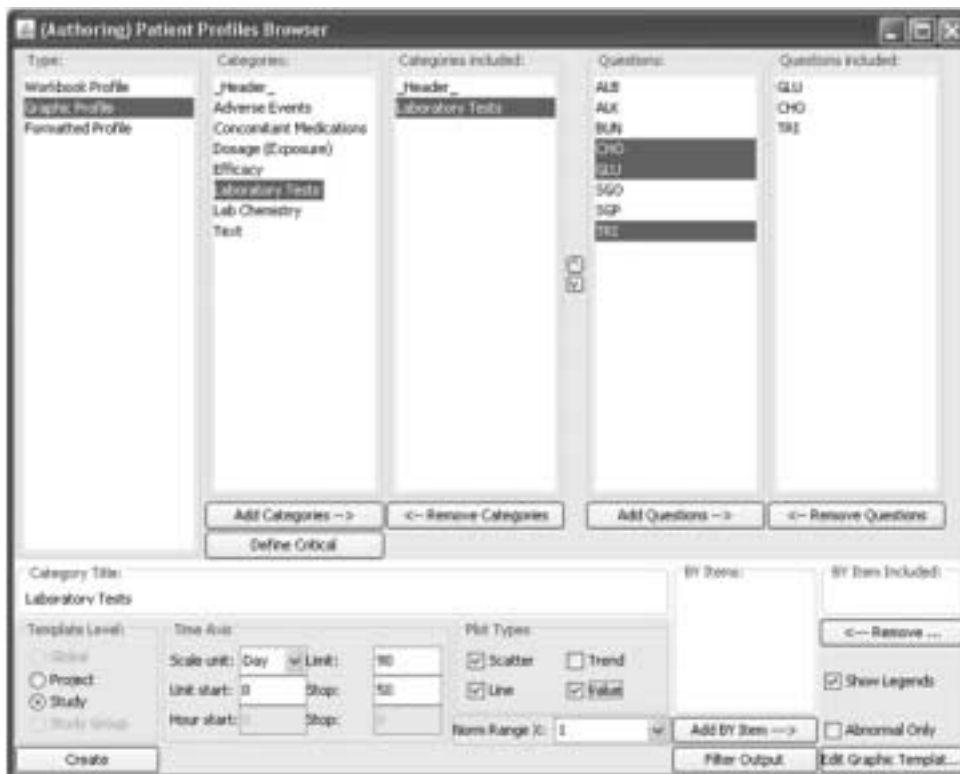 (Authoring) Patient Profiles Browser
Type:
Workbook Profile
Graphic Profile
Formatted Profile
Categories:
_Header_
Adverse Events
Concomitant Medications
Dosage (Exposure)
Efficacy
Laboratory Tests
Lab Chemistry
Text
Add Categories -->
Define Critical
Categories included:
_Header_
Laboratory Tests
<-- Remove Categories
^
v
Questions:
ALB
ALK
BUN
CHO
GLU
SGO
SGP
TRI
Add Questions -->
Questions included:
GLU
CHO
TRI
<-- Remove Questions
Category Title:
Laboratory Tests
Template Level:
Global
Project
Study
Study Group
Create
Time Axis
Scale unit: Day Limit: 90
Unit start: 0 Stop: 50
Hour start: Stop:
Plot Types
Scatter Trend
Line Value
Norm Range X: 1
BY Items:
Add BY Item --->
Filter Output
BY Item Included:
<--- Remove ...
Show Legends
Abnormal Only
Edit Graphic Templat...